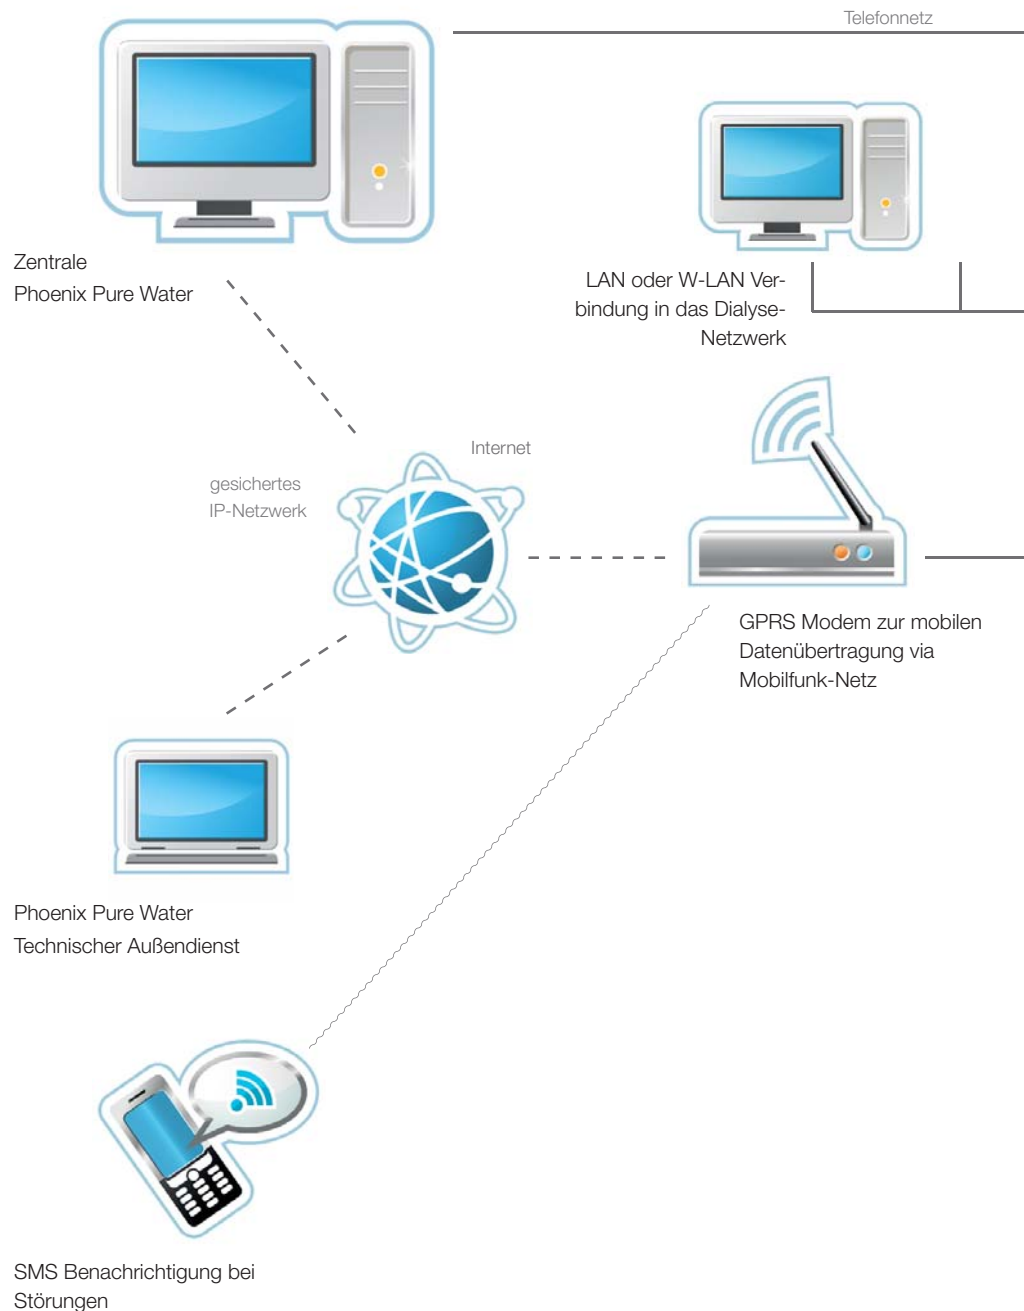 Telefonnetz
Zentrale
Phoenix Pure Water
LAN oder W-LAN Ver-
bindung in das Dialyse-
Netzwerk
Internet
gesichertes
IP-Netzwerk
GPRS Modem zur mobilen
Datenübertragung via
Mobilfunk-Netz
Phoenix Pure Water
Technischer Außendienst
SMS Benachrichtigung bei
Störungen